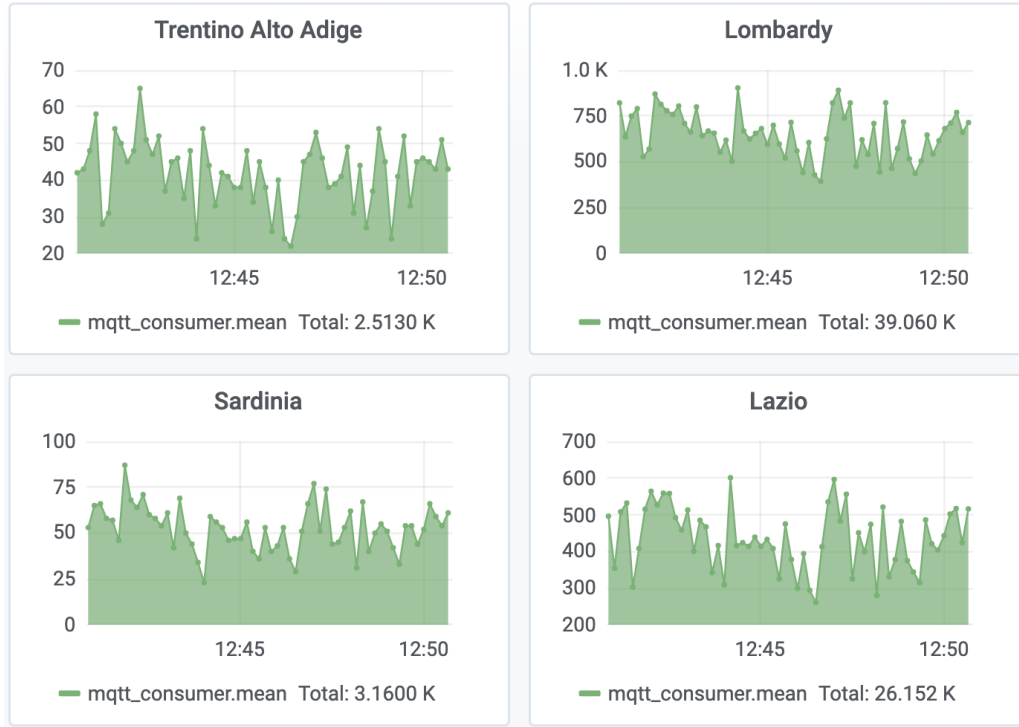 Trentino Alto Adige
70
60
50
40
30
20
12:45 12:50
mqtt_consumer.mean Total: 2.5130 K
Lombardy
1.0 K
750
500
250
0
12:45 12:50
mqtt_consumer.mean Total: 39.060 K
Sardinia
100
75
50
25
0
12:45 12:50
mqtt_consumer.mean Total: 3.1600 K
Lazio
700
600
500
400
300
200
12:45 12:50
mqtt_consumer.mean Total: 26.152 K